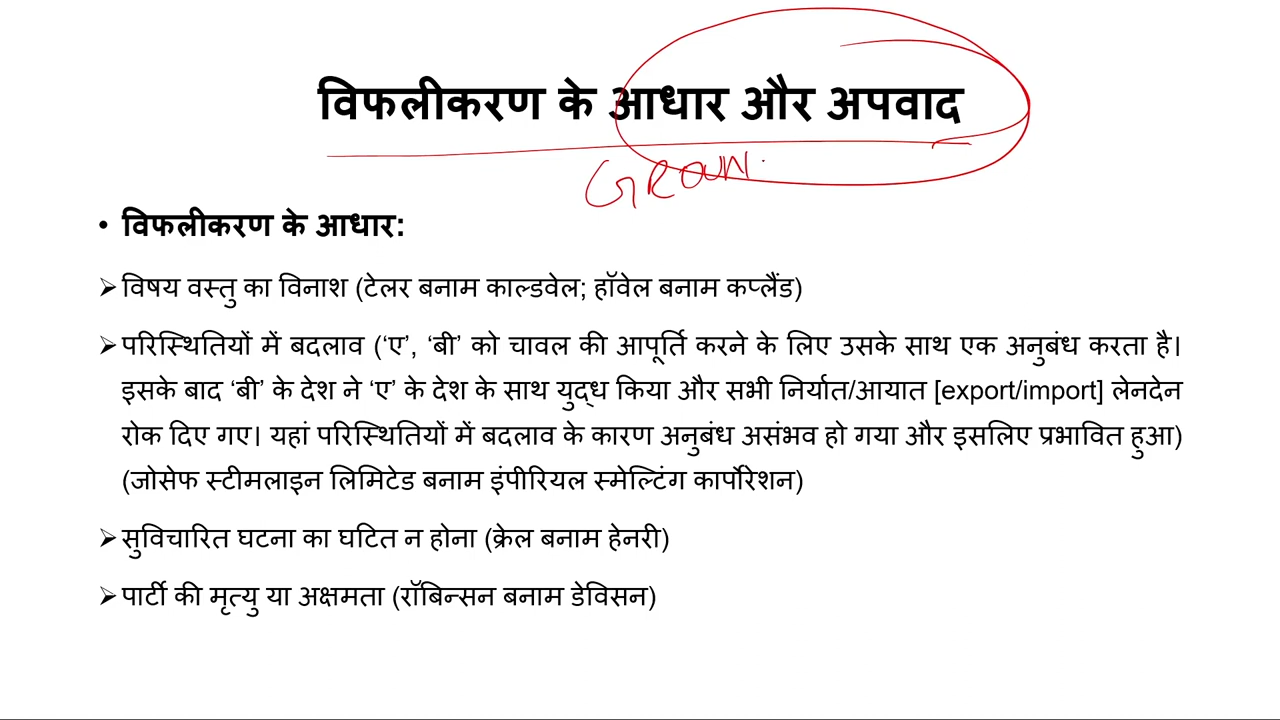 विफलीकरण के आधार और अपवाद
GROUN
• विफलीकरण के आधार:
➢ विषय वस्तु का विनाश (टेलर बनाम काल्डवेल; हॉवेल बनाम कप्लैंड)
➢ परिस्थितियों में बदलाव (‘ए’, ‘बी’ को चावल की आपूर्ति करने के लिए उसके साथ एक अनुबंध करता है।
इसके बाद ‘बी’ के देश ने ‘ए’ के देश के साथ युद्ध किया और सभी निर्यात/आयात [export/import] लेनदेन
रोक दिए गए। यहां परिस्थितियों में बदलाव के कारण अनुबंध असंभव हो गया और इसलिए प्रभावित हुआ)
(जोसेफ स्टीमलाइन लिमिटेड बनाम इंपीरियल स्मेल्टिंग कार्पोरेशन)
➢ सुविचारित घटना का घटित न होना (क्रेल बनाम हेनरी)
➢ पार्टी की मृत्यु या अक्षमता (रॉबिन्सन बनाम डेविसन)